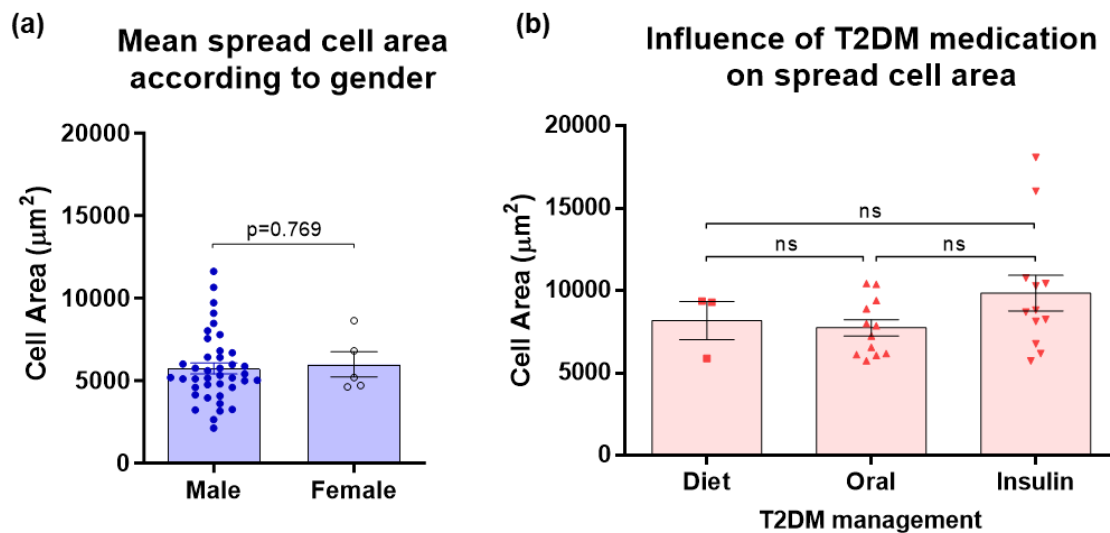 (a)
Mean spread cell area
according to gender
20000
15000
10000
5000
0
Cell Area (μm²)
p=0.769
Male
Female
(b)
Influence of T2DM medication
on spread cell area
20000
15000
10000
5000
0
Cell Area (μm²)
ns
ns
ns
Diet
Oral
Insulin
T2DM management